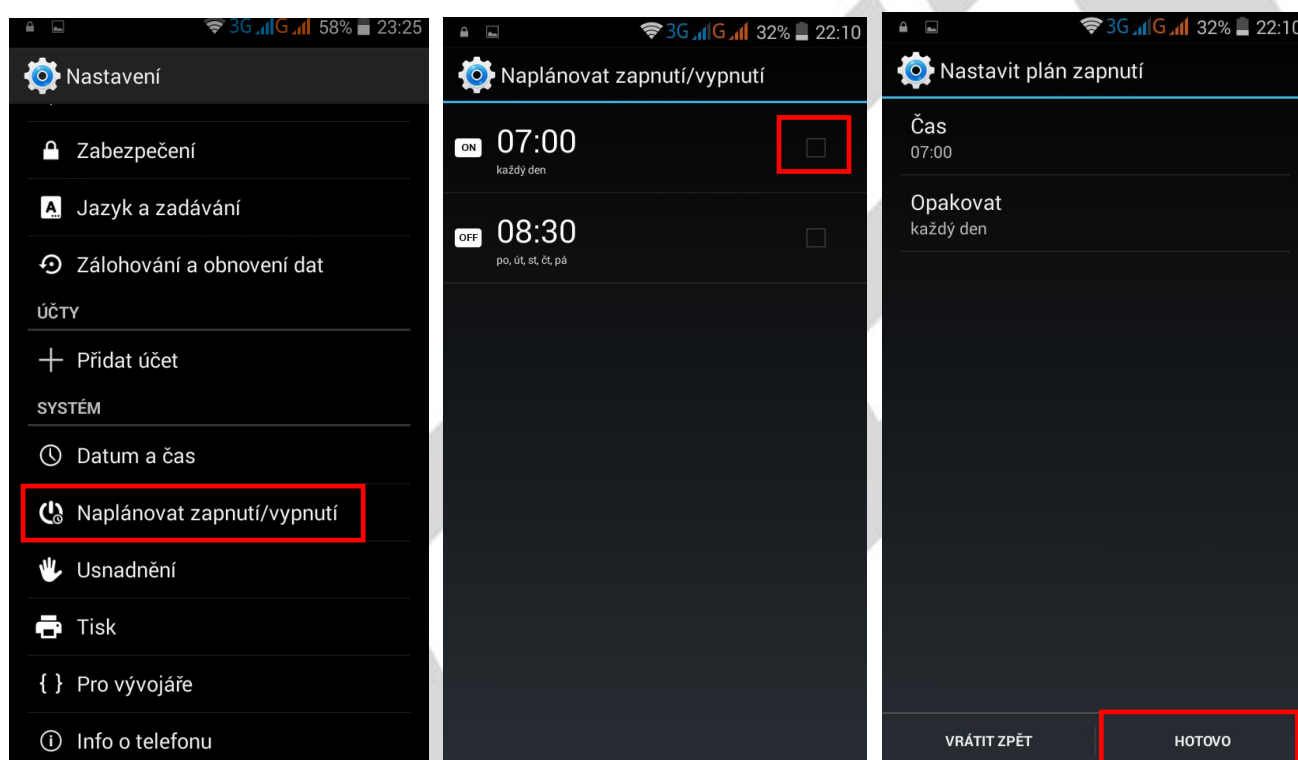 3G G 58% 23:25
Nastavení
Zabezpečení
A Jazyk a zadávání
Zálohování a obnovení dat
ÚČTY
Přidat účet
SYSTÉM
Datum a čas
Naplánovat zapnutí/vypnutí
Usnadnění
Tisk
{ } Pro vývojáře
Info o telefonu
3G G 32% 22:10
Naplánovat zapnutí/vypnutí
ON 07:00
každý den
OFF 08:30
po, út, st, čt, pá
3G G 32% 22:10
Nastavit plán zapnutí
Čas
07:00
Opakovat
každý den
VRÁTIT ZPĚT HOTOVO